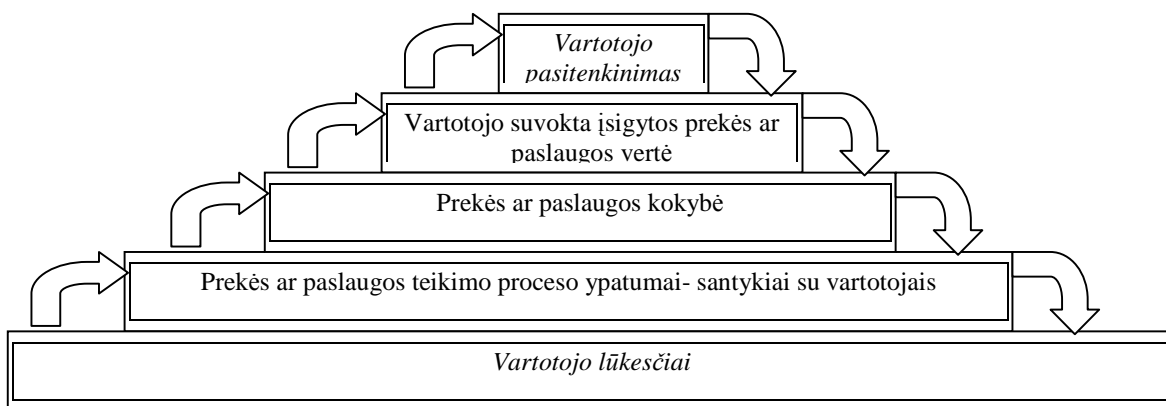 Vartotojo
pasitenkinimas
Vartotojo suvokta įsigytos prekės ar
paslaugos vertė
Prekės ar paslaugos kokybė
Prekės ar paslaugos teikimo proceso ypatumai- santykiai su vartotojais
Vartotojo lūkesčiai